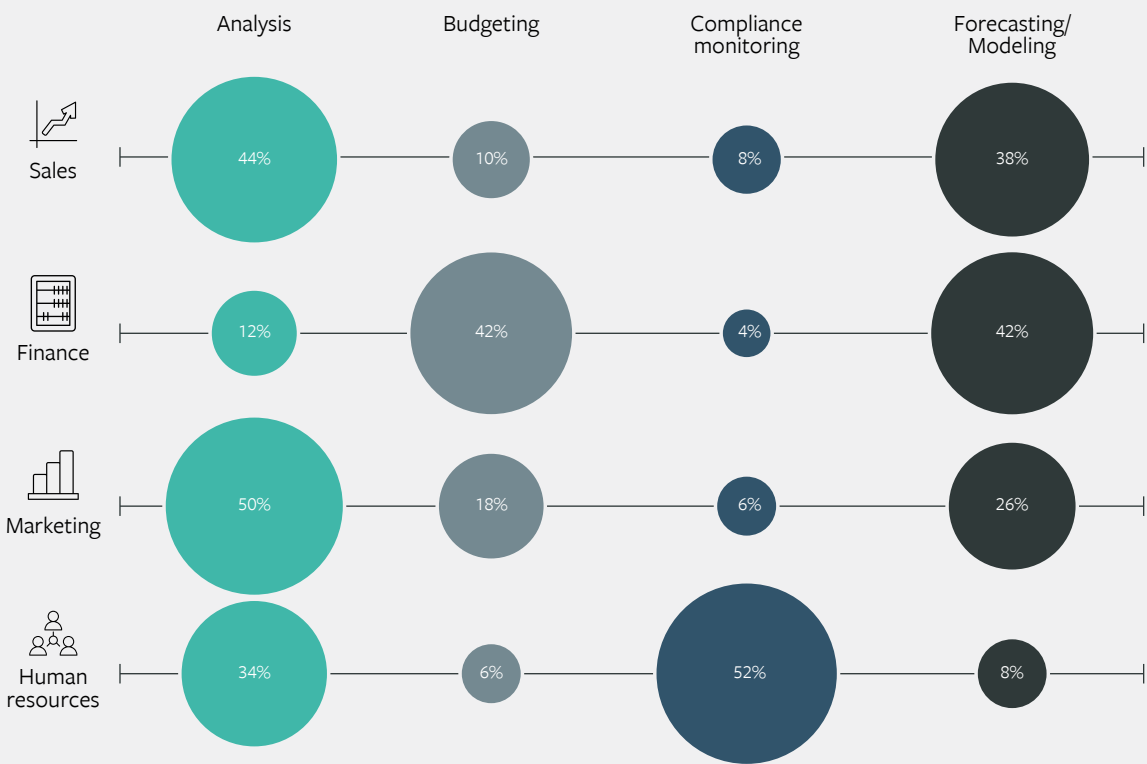 Analysis
Budgeting
Compliance
monitoring
Forecasting/
Modeling
Sales
44%
10%
8%
38%
Finance
12%
42%
4%
42%
Marketing
50%
18%
6%
26%
Human
resources
34%
6%
52%
8%